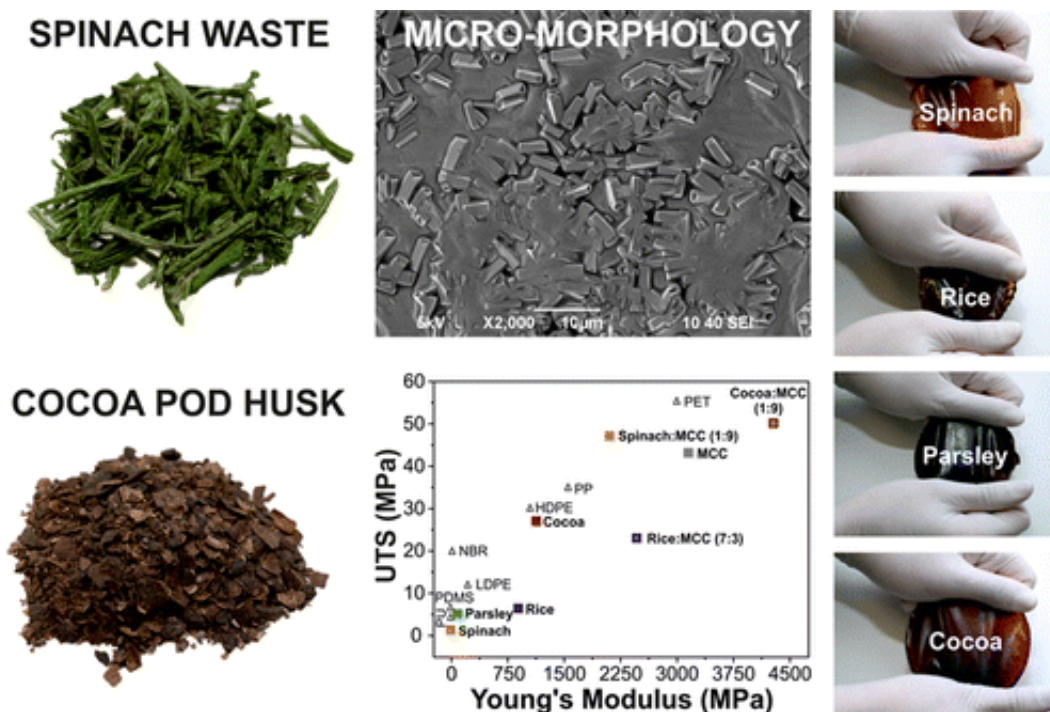 SPINACH WASTE
MICRO-MORPHOLOGY
5kV X2,000 10µm 10 40 SEI
COCOA POD HUSK
UTS (MPa)
60
50
40
30
20
10
0
Cocoa:MCC
(1:9)
PET
Spinach:MCC (1:9)
MCC
PP
HDPE
Cocoa
Rice:MCC (7:3)
NBR
LDPE
PDMS
Parsley
Rice
Spinach
0 750 1500 2250 3000 3750 4500
Young's Modulus (MPa)
Spinach
Rice
Parsley
Cocoa